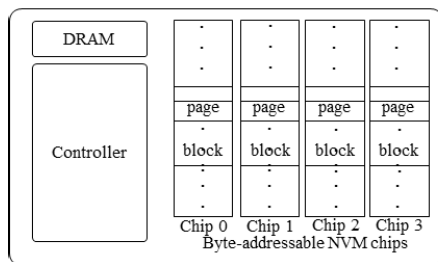 DRAM
Controller
page page page page
block block block block
Chip 0 Chip 1 Chip 2 Chip 3
Byte-addressable NVM chips